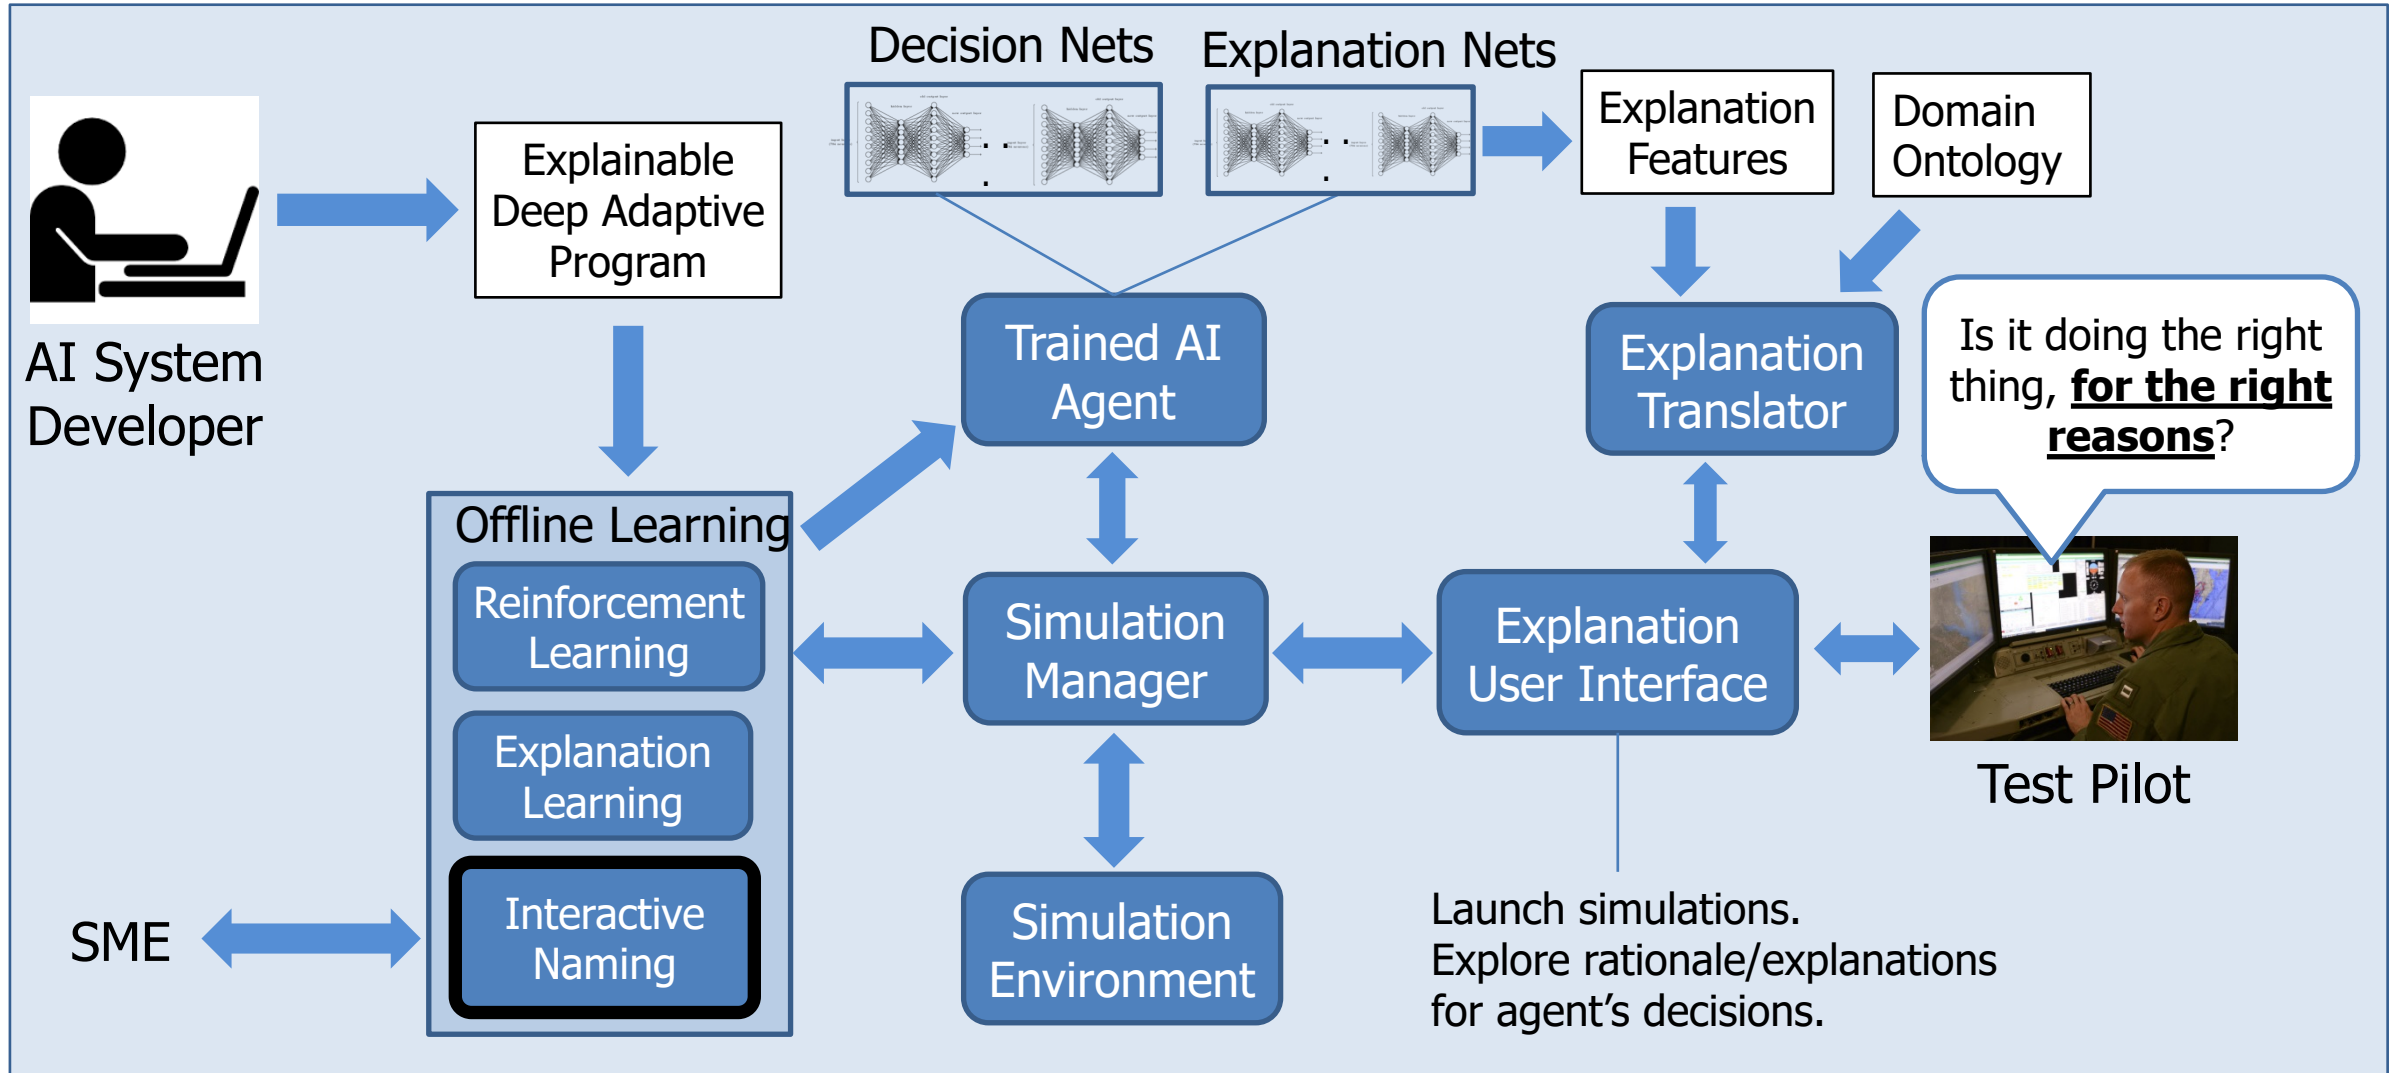 Decision Nets
Explanation Nets
Explainable
Deep Adaptive
Program
Explanation
Features
Domain
Ontology
AI System
Developer
Trained AI
Agent
Explanation
Translator
Is it doing the right
thing, for the right
reasons?
Offline Learning
Reinforcement
Learning
Explanation
Learning
Interactive
Naming
SME
Simulation
Manager
Simulation
Environment
Explanation
User Interface
Test Pilot
Launch simulations.
Explore rationale/explanations
for agent’s decisions.